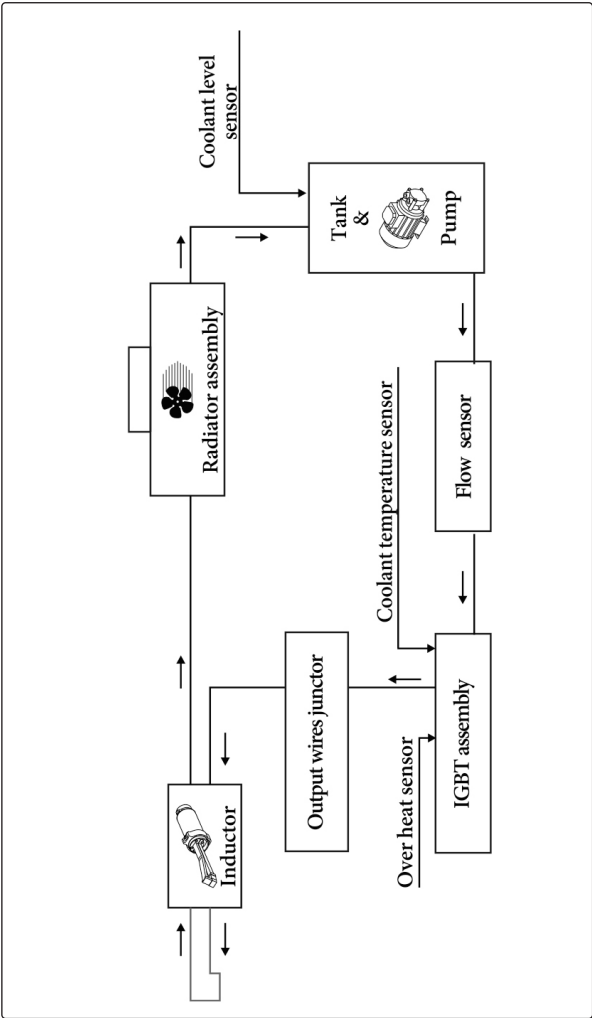 Coolant level
sensor
Tank
&
Pump
Radiator assembly
Coolant temperature sensor
Flow sensor
Inductor
Output wires junctor
Over heat sensor
IGBT assembly